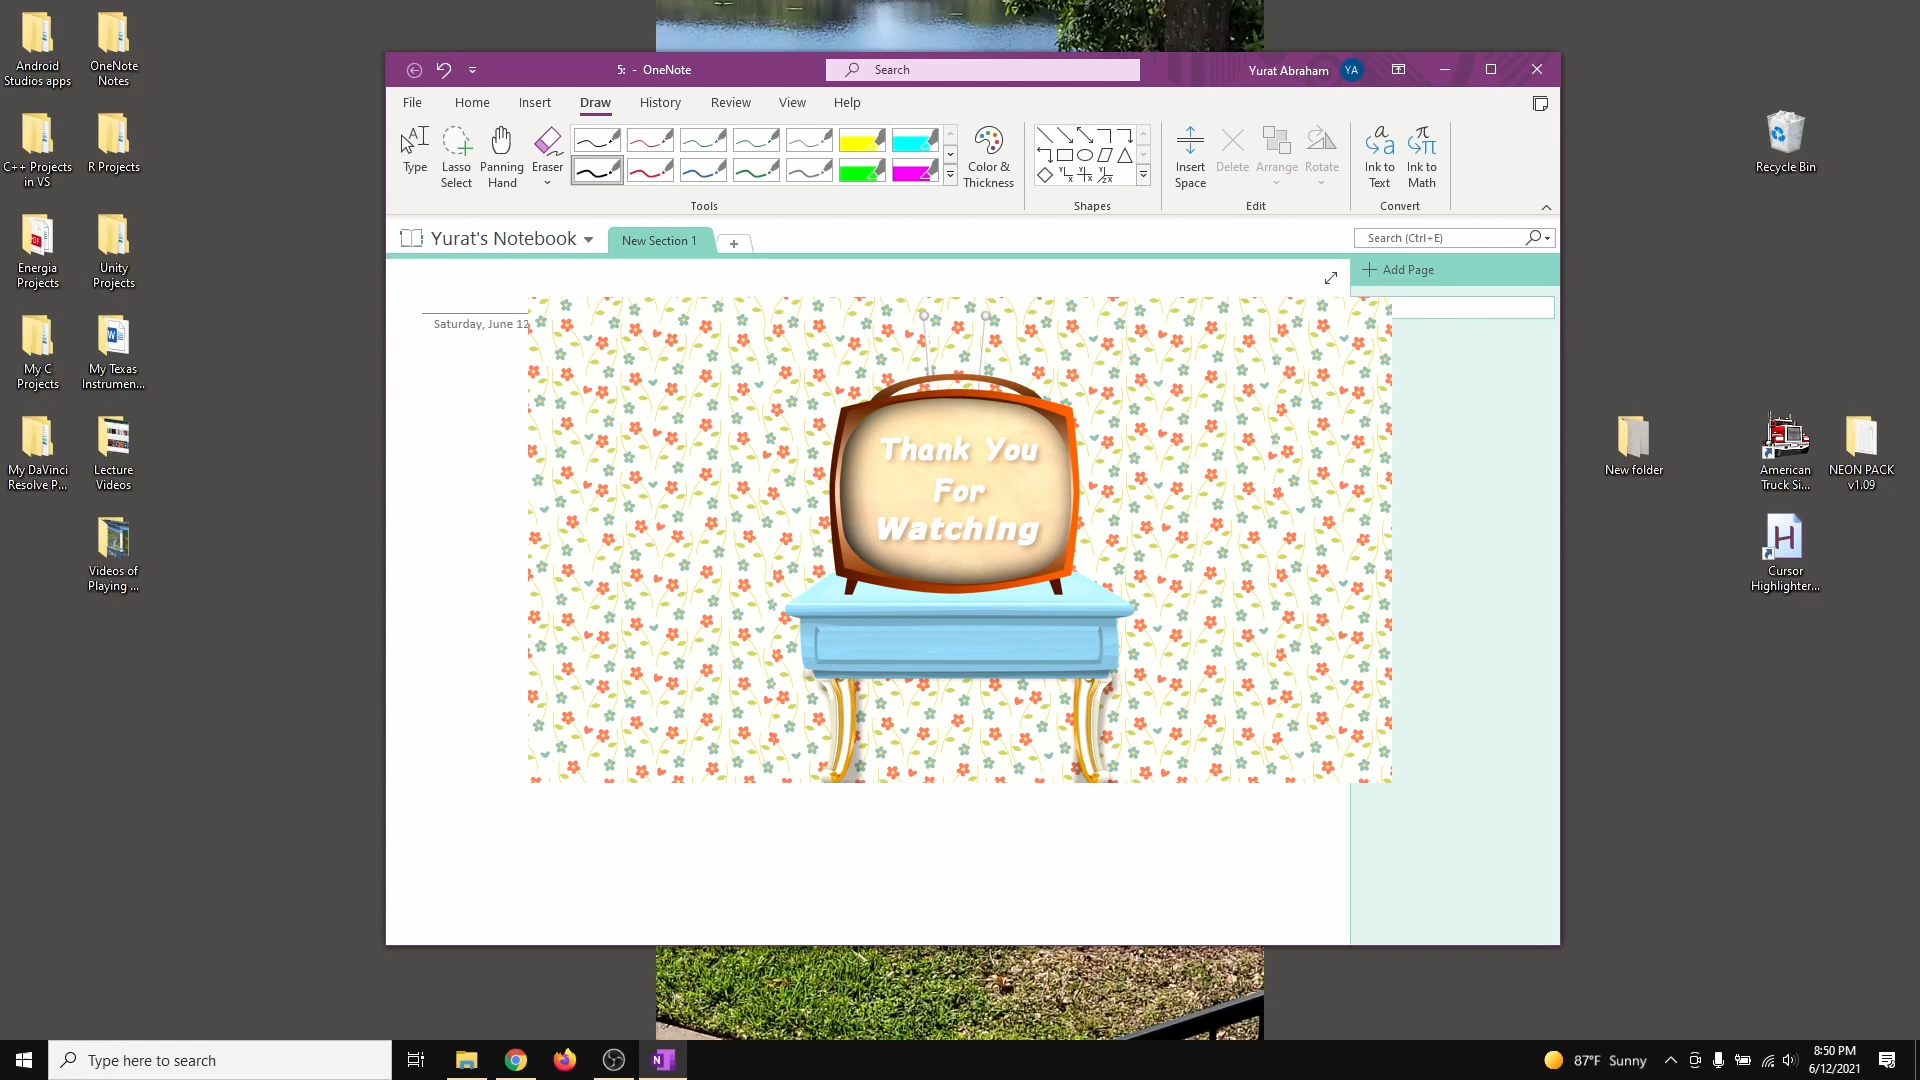 Android
Studios apps
OneNote
Notes
C++ Projects
in VS
R Projects
Energia
Projects
Unity
Projects
My C
Projects
My Texas
Instrumen...
My DaVinci
Resolve P...
Lecture
Videos
Videos of
Playing ...
5: - OneNote
Search
Yurat Abraham
YA
File
Home
Insert
Draw
History
Review
View
Help
Type
Lasso
Select
Panning
Hand
Eraser
Color &
Thickness
Insert
Space
Delete
Arrange
Rotate
Ink to
Text
Ink to
Math
Tools
Shapes
Edit
Convert
Yurat's Notebook
New Section 1
Search (Ctrl+E)
Add Page
Saturday, June 12
Thank You
For
Watching
Recycle Bin
New folder
American
Truck Si...
NEON PACK
v1.09
Cursor
Highlighter...
Type here to search
87°F Sunny
8:50 PM
6/12/2021